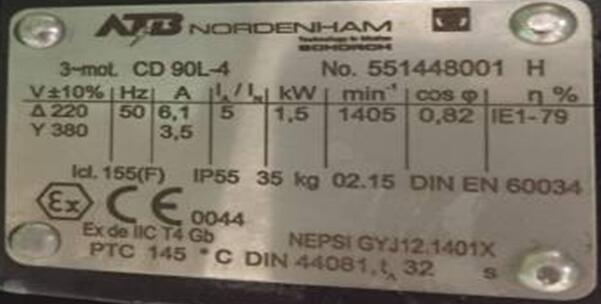 ATB NORDENHAM
Technology in Motion
SCHORCH
3~mot. CD 90L-4 No. 551448001 H
V±10% Hz A IA / IN kW min⁻¹ cos φ η %
Δ 220 50 6,1 5 1,5 1405 0,82 IE1-79
Y 380 3,5
Icl. 155(F) IP55 35 kg 02.15 DIN EN 60034
Ex CE 0044
Ex de IIC T4 Gb NEPSI GYJ12.1401X
PTC 145 °C DIN 44081, tA 32 s